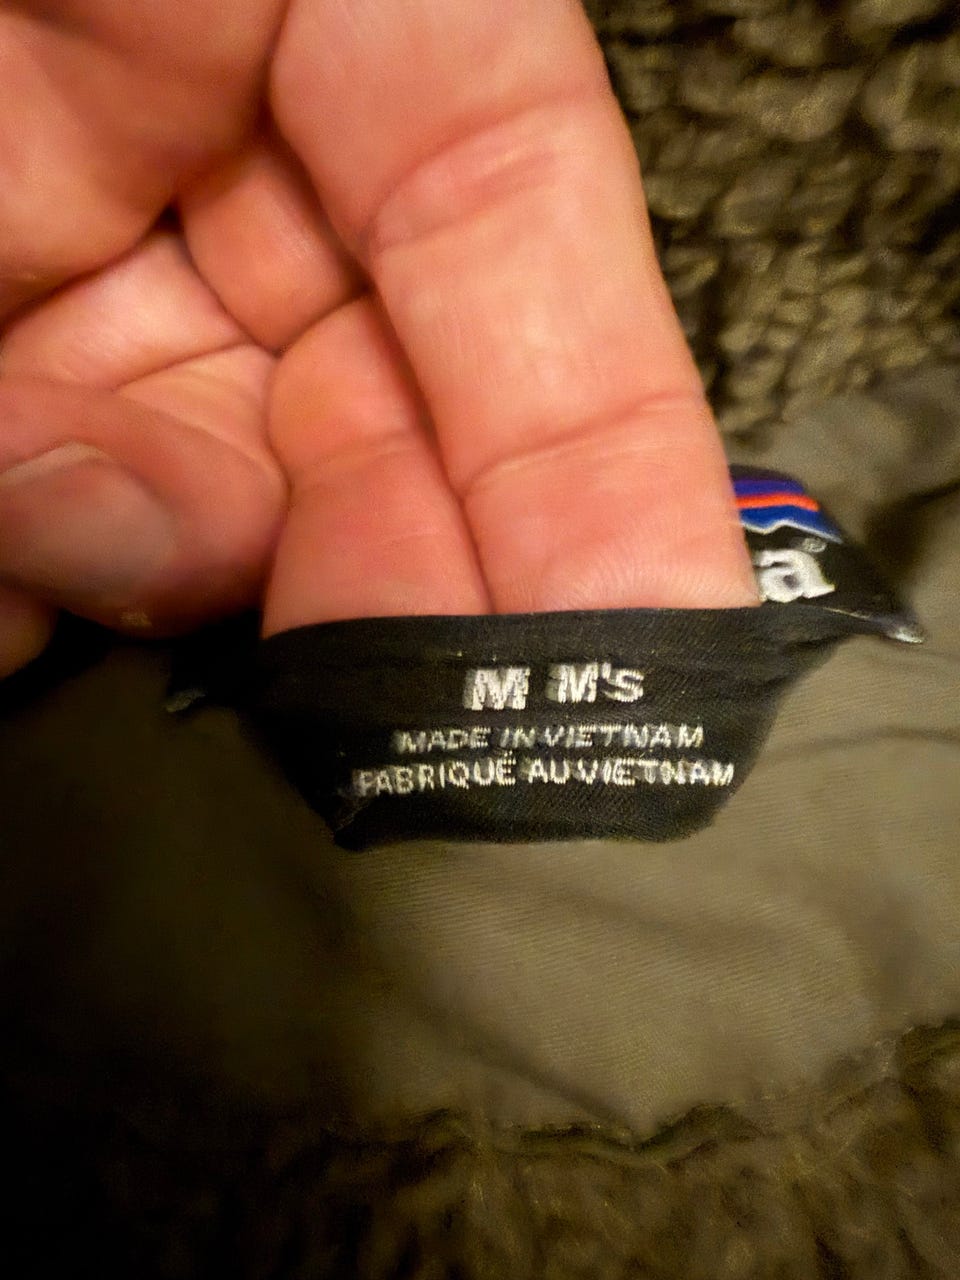 a®
M M's
MADE IN VIETNAM
FABRIQUÉ AU VIETNAM